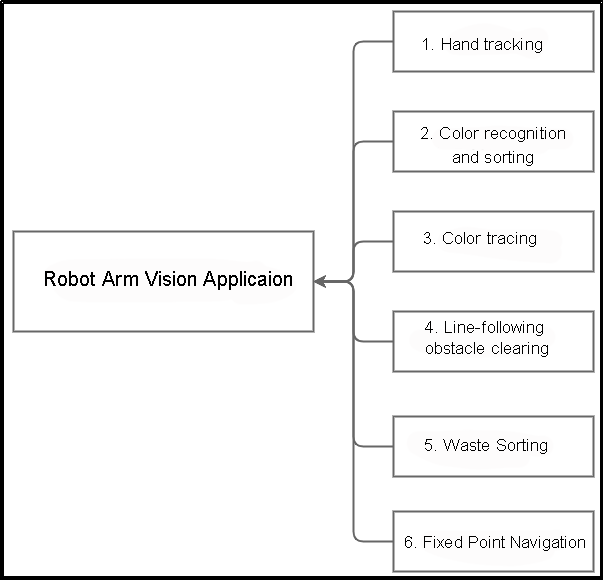 1. Hand tracking
2. Color recognition
and sorting
3. Color tracing
Robot Arm Vision Applicaion
4. Line-following
obstacle clearing
5. Waste Sorting
6. Fixed Point Navigation